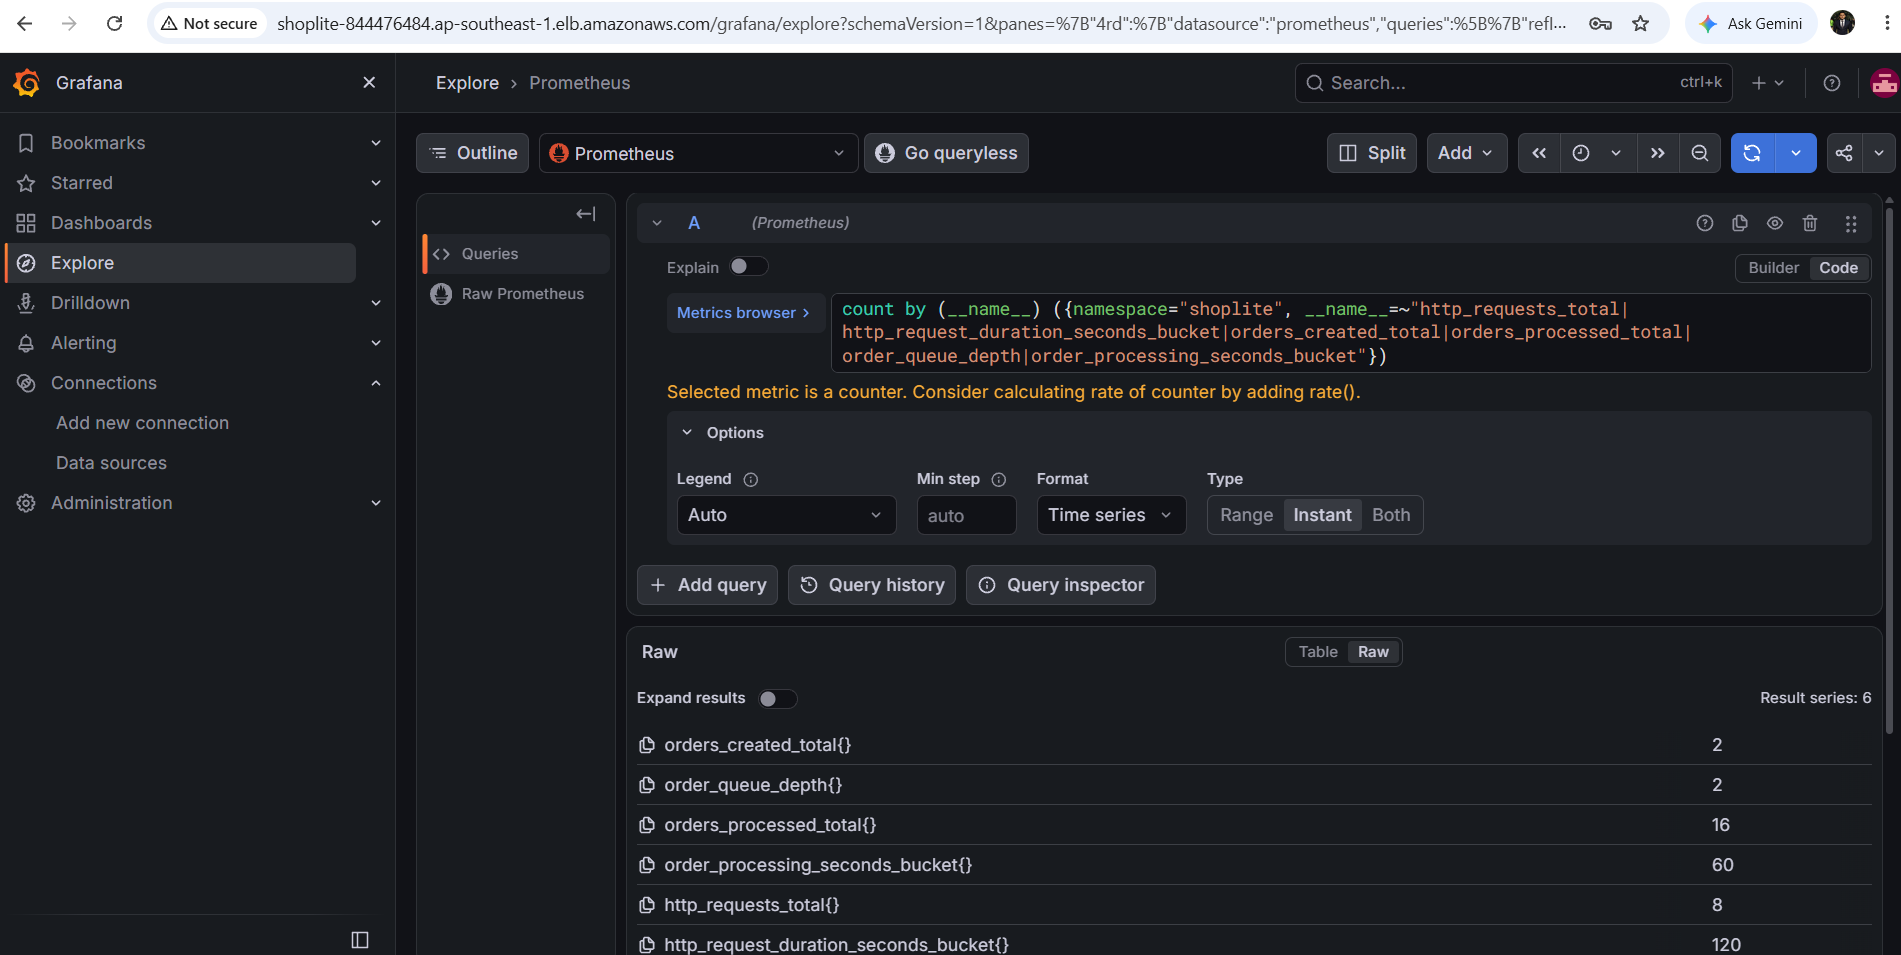 Not secure
shoplite-844476484.ap-southeast-1.elb.amazonaws.com/grafana/explore?schemaVersion=1&panes=%7B"4rd":%7B"datasource":"prometheus","queries":%5B%7B"refI...
Ask Gemini
Grafana
Explore › Prometheus
Search...
ctrl+k
Bookmarks
Starred
Dashboards
Explore
Drilldown
Alerting
Connections
Add new connection
Data sources
Administration
Outline
Prometheus
Go queryless
Split
Add
Queries
Raw Prometheus
A
(Prometheus)
Explain
Builder
Code
Metrics browser ›
count by (__name__) ({namespace="shoplite", __name__=~"http_requests_total|
http_request_duration_seconds_bucket|orders_created_total|orders_processed_total|
order_queue_depth|order_processing_seconds_bucket"})
Selected metric is a counter. Consider calculating rate of counter by adding rate().
Options
Legend
Min step
Format
Type
Auto
auto
Time series
Range
Instant
Both
+ Add query
Query history
Query inspector
Raw
Table
Raw
Expand results
Result series: 6
orders_created_total{} 2
order_queue_depth{} 2
orders_processed_total{} 16
order_processing_seconds_bucket{} 60
http_requests_total{} 8
http_request_duration_seconds_bucket{} 120